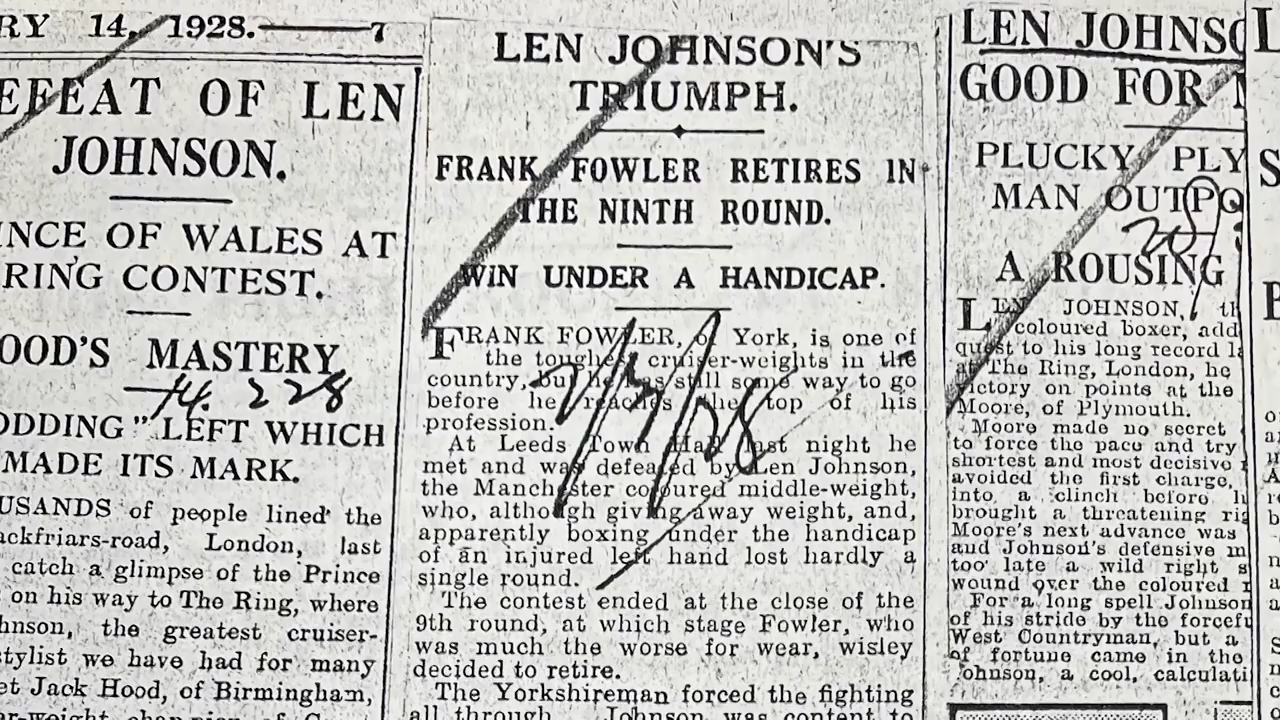 RY 14, 1928.——7
EFEAT OF LEN
JOHNSON.
INCE OF WALES AT
RING CONTEST.
OOD'S MASTERY
14. 2 28
ODDING" LEFT WHICH
MADE ITS MARK.
USANDS of people lined the
ackfriars-road, London, last
catch a glimpse of the Prince
on his way to The Ring, where
hnson, the greatest cruiser-
stylist we have had for many
et Jack Hood, of Birmingham,
LEN JOHNSON'S
TRIUMPH.
FRANK FOWLER RETIRES IN
THE NINTH ROUND.
WIN UNDER A HANDICAP.
FRANK FOWLER, of York, is one of
the toughest cruiser-weights in the
country, but he has still some way to go
before he reaches the top of his
profession.
At Leeds Town Hall last night he
met and was defeated by Len Johnson,
the Manchester coloured middle-weight,
who, although giving away weight, and,
apparently boxing under the handicap
of an injured left hand lost hardly a
single round.
The contest ended at the close of the
9th round, at which stage Fowler, who
was much the worse for wear, wisley
decided to retire.
The Yorkshireman forced the fighting
all through. Johnson was content to
LEN JOHNSO
GOOD FOR
PLUCKY PLY
MAN OUTPO
A ROUSING
LEN JOHNSON, th
coloured boxer, add
quest to his long record la
at The Ring, London, he
victory on points at the
Moore, of Plymouth.
Moore made no secret
to force the pace and try
shortest and most decisive
avoided the first charge,
into a clinch before h
brought a threatening rig
Moore's next advance was
and Johnson's defensive m
too late a wild right s
wound over the coloured
For a long spell Johnson
of his stride by the forcefu
West Countryman, but a
of fortune came in the
Johnson, a cool, calculati